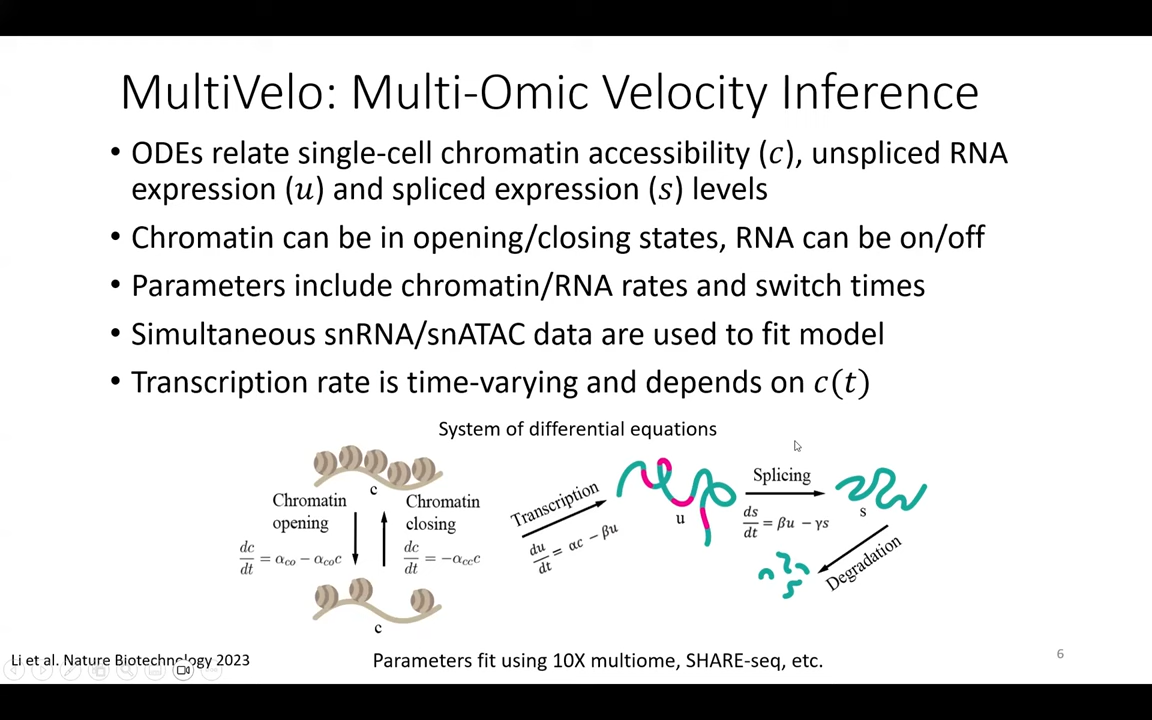 MultiVelo: Multi-Omic Velocity Inference
• ODEs relate single-cell chromatin accessibility (c), unspliced RNA
expression (u) and spliced expression (s) levels
• Chromatin can be in opening/closing states, RNA can be on/off
• Parameters include chromatin/RNA rates and switch times
• Simultaneous snRNA/snATAC data are used to fit model
• Transcription rate is time-varying and depends on c(t)
System of differential equations
c
Chromatin
opening
dc/dt = α_co − α_co c
Chromatin
closing
dc/dt = −α_cc c
c
Transcription
du/dt = αc − βu
u
Splicing
ds/dt = βu − γs
s
Degradation
Li et al. Nature Biotechnology 2023
Parameters fit using 10X multiome, SHARE-seq, etc.
6